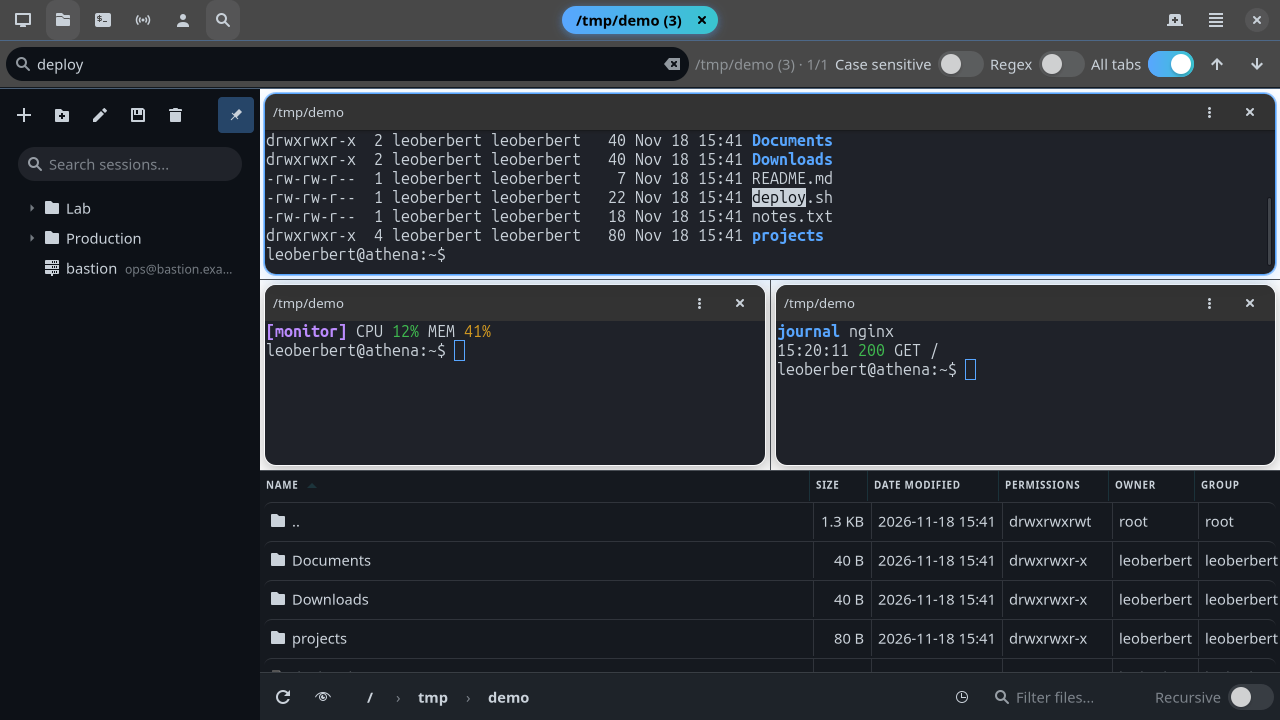 /tmp/demo (3)
deploy
/tmp/demo (3) · 1/1 Case sensitive Regex All tabs
Search sessions...
Lab
Production
bastion ops@bastion.exa...
/tmp/demo
drwxrwxr-x 2 leoberbert leoberbert 40 Nov 18 15:41 Documents
drwxrwxr-x 2 leoberbert leoberbert 40 Nov 18 15:41 Downloads
-rw-rw-r-- 1 leoberbert leoberbert 7 Nov 18 15:41 README.md
-rw-rw-r-- 1 leoberbert leoberbert 22 Nov 18 15:41 deploy.sh
-rw-rw-r-- 1 leoberbert leoberbert 18 Nov 18 15:41 notes.txt
drwxrwxr-x 4 leoberbert leoberbert 80 Nov 18 15:41 projects
leoberbert@athena:~$
/tmp/demo
[monitor] CPU 12% MEM 41%
leoberbert@athena:~$
/tmp/demo
journal nginx
15:20:11 200 GET /
leoberbert@athena:~$
NAME SIZE DATE MODIFIED PERMISSIONS OWNER GROUP
.. 1.3 KB 2026-11-18 15:41 drwxrwxrwt root root
Documents 40 B 2026-11-18 15:41 drwxrwxr-x leoberbert leoberbert
Downloads 40 B 2026-11-18 15:41 drwxrwxr-x leoberbert leoberbert
projects 80 B 2026-11-18 15:41 drwxrwxr-x leoberbert leoberbert
/ › tmp › demo
Filter files... Recursive